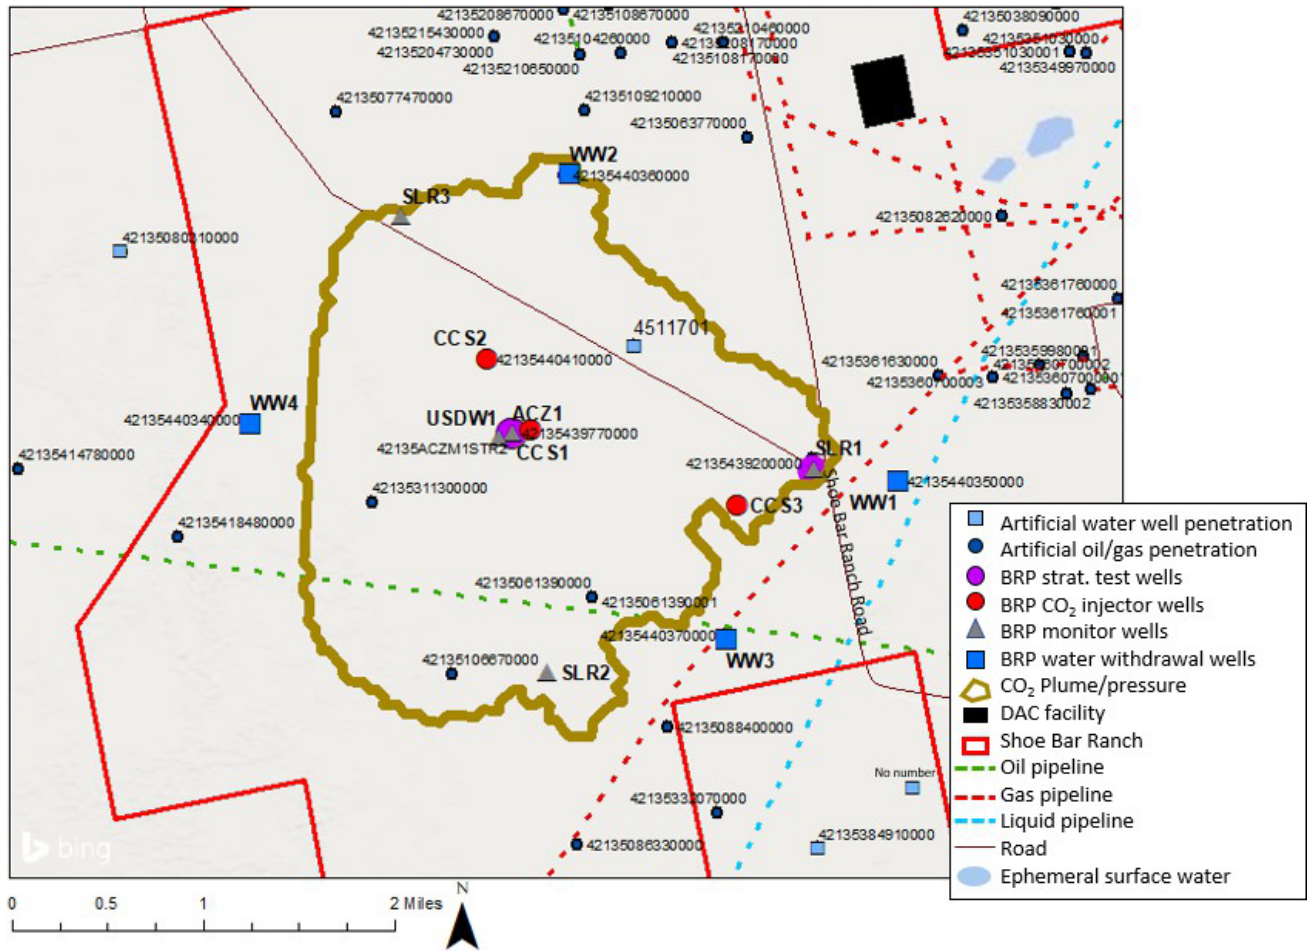 42135208670000
42135108670000
42135038090000
42135215430000
42135104260000
42135210460000
42135208170000
42135351030000
42135204730000
42135108170000
42135351030001
42135210650000
42135349970000
42135077470000
42135109210000
42135063770000
WW2
42135440360000
SLR3
42135082620000
42135080210000
42135361760000
42135361760001
4511701
CCS2
42135440410000
42135359980001
42135361630000
42135360700002
42135360700003
42135358830002
WW4
42135440340000
USDW1
ACZ1
42135439770000
42135ACZM1STR2
CCS1
SLR1
42135439200000
42135414780000
WW1
42135440350000
42135311300000
CCS3
Shoe Bar Ranch Road
42135418480000
42135061390000
42135061390001
42135440370000
WW3
42135106670000
SLR2
42135088400000
No number
42135332070000
42135384910000
42135086330000
bing
Artificial water well penetration
Artificial oil/gas penetration
BRP strat. test wells
BRP CO₂ injector wells
BRP monitor wells
BRP water withdrawal wells
CO₂ Plume/pressure
DAC facility
Shoe Bar Ranch
Oil pipeline
Gas pipeline
Liquid pipeline
Road
Ephemeral surface water
0 0.5 1 2 Miles
N